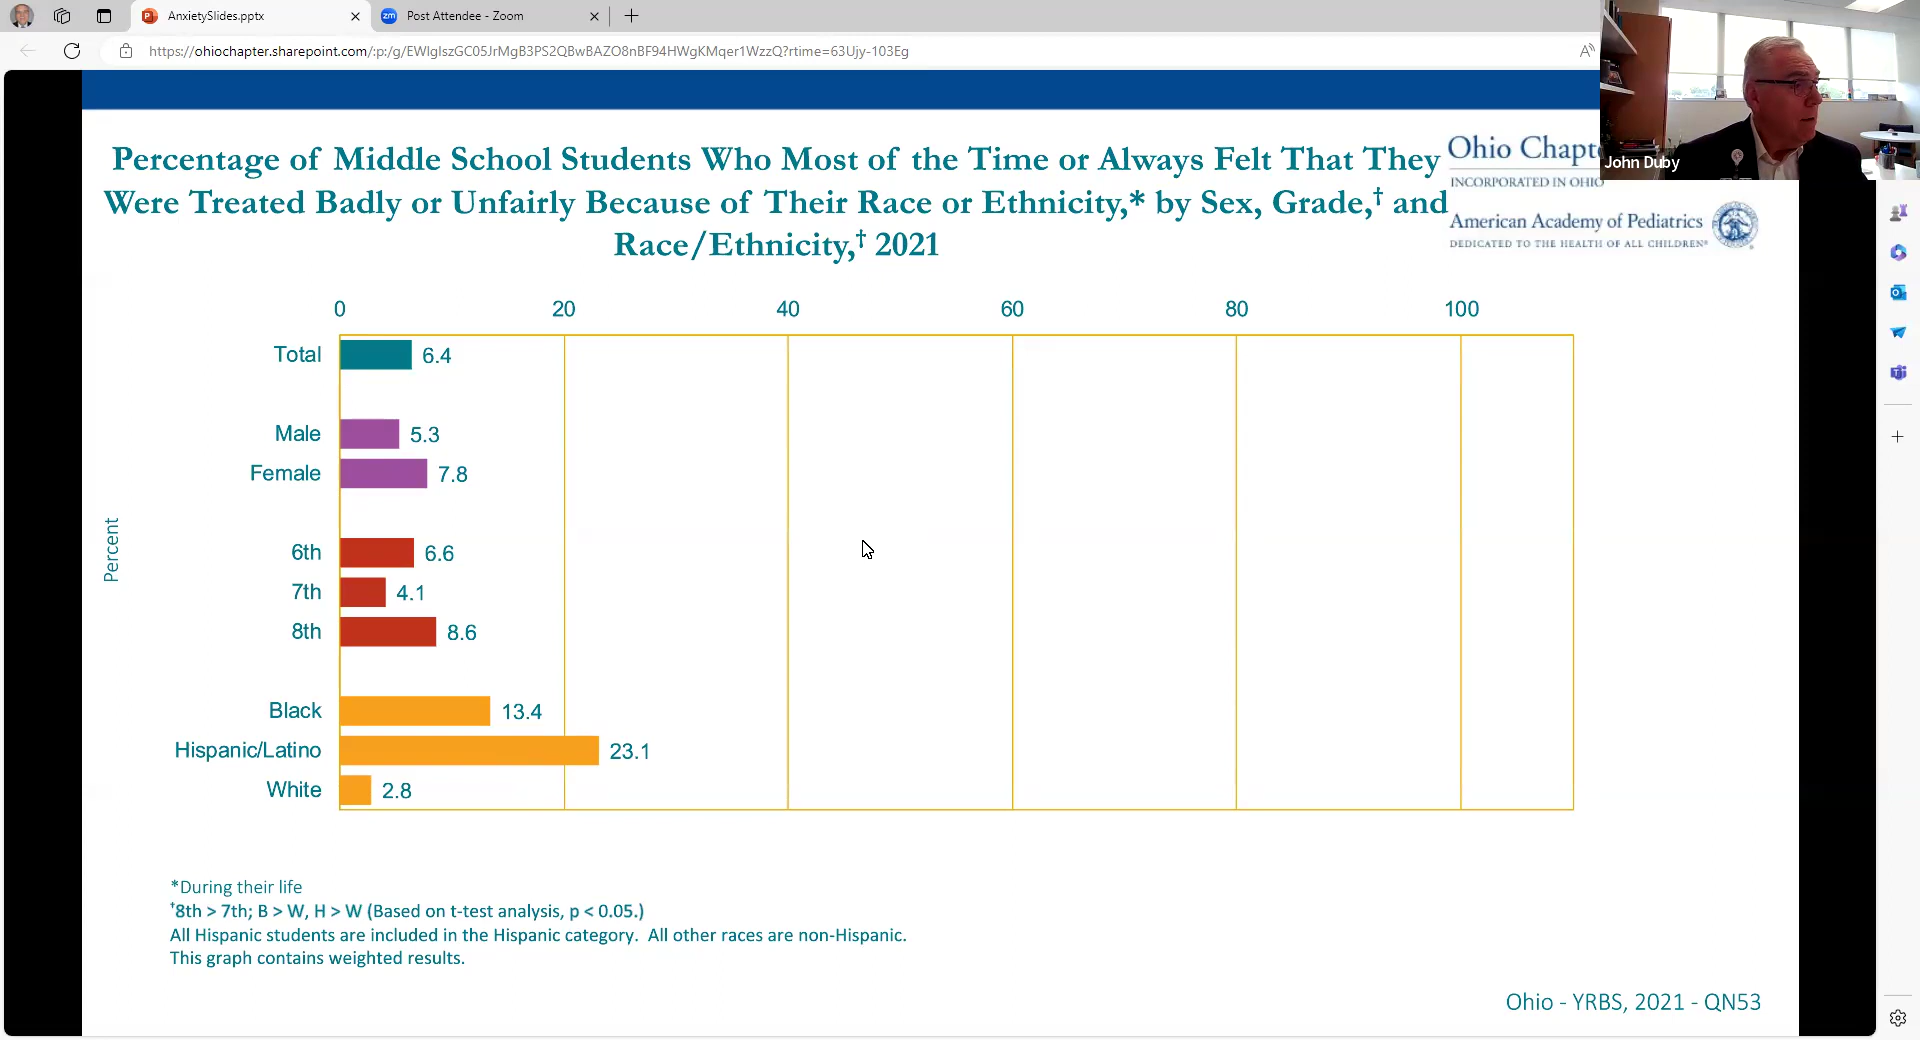 AnxietySlides.pptx
Post Attendee - Zoom
https://ohiochapter.sharepoint.com/:p:/g/EWIgIszGC05JrMgB3PS2QBwBAZO8nBF94HWgKMqer1WzzQ?rtime=63Ujy-103Eg
Percentage of Middle School Students Who Most of the Time or Always Felt That They
Were Treated Badly or Unfairly Because of Their Race or Ethnicity,* by Sex, Grade,† and
Race/Ethnicity,† 2021
Ohio Chapt
INCORPORATED IN OHIO
American Academy of Pediatrics
DEDICATED TO THE HEALTH OF ALL CHILDREN®
John Duby
0 20 40 60 80 100
Total 6.4
Male 5.3
Female 7.8
Percent
6th 6.6
7th 4.1
8th 8.6
Black 13.4
Hispanic/Latino 23.1
White 2.8
*During their life
†8th > 7th; B > W, H > W (Based on t-test analysis, p < 0.05.)
All Hispanic students are included in the Hispanic category. All other races are non-Hispanic.
This graph contains weighted results.
Ohio - YRBS, 2021 - QN53